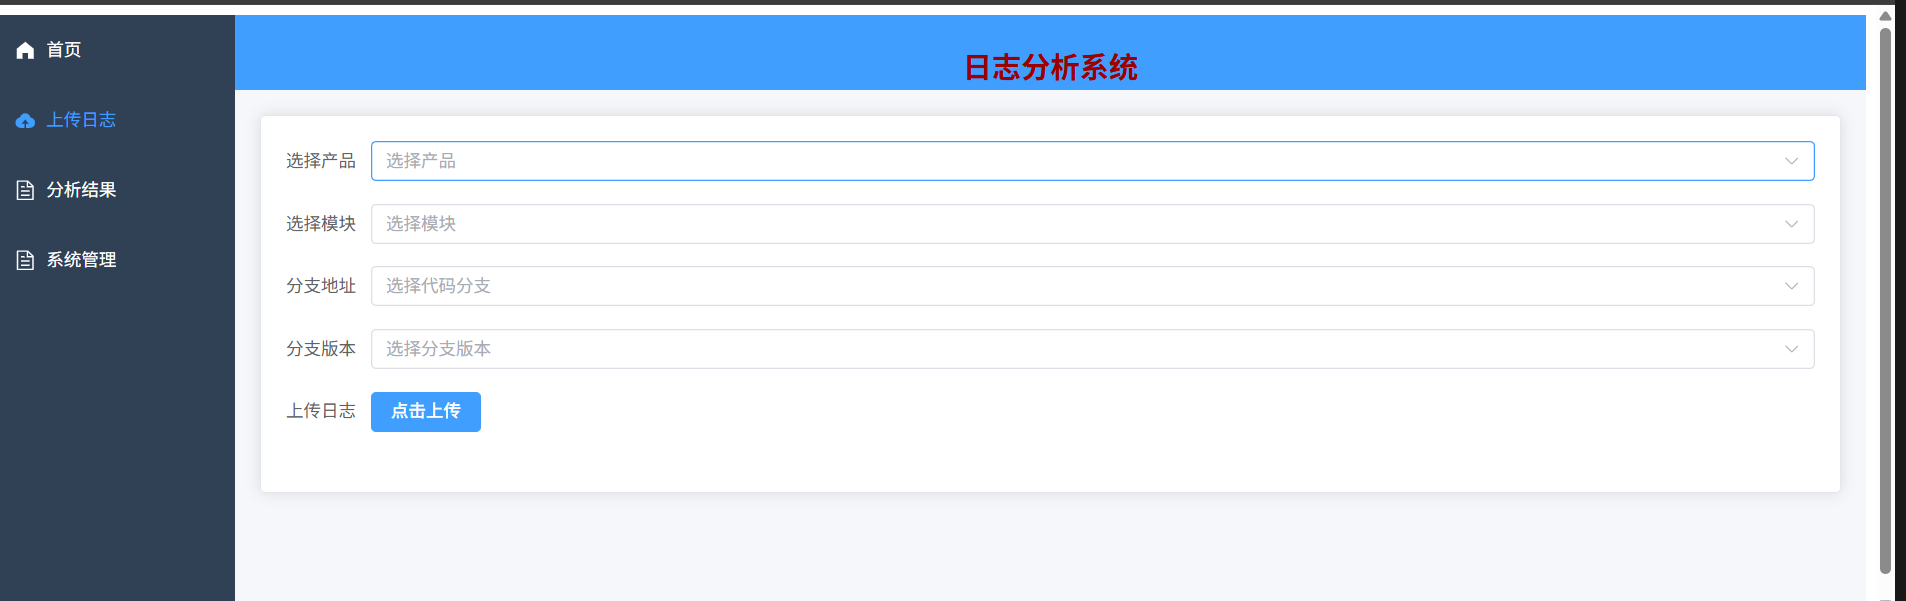 首页
上传日志
分析结果
系统管理
日志分析系统
选择产品 选择产品
选择模块 选择模块
分支地址 选择代码分支
分支版本 选择分支版本
上传日志 点击上传